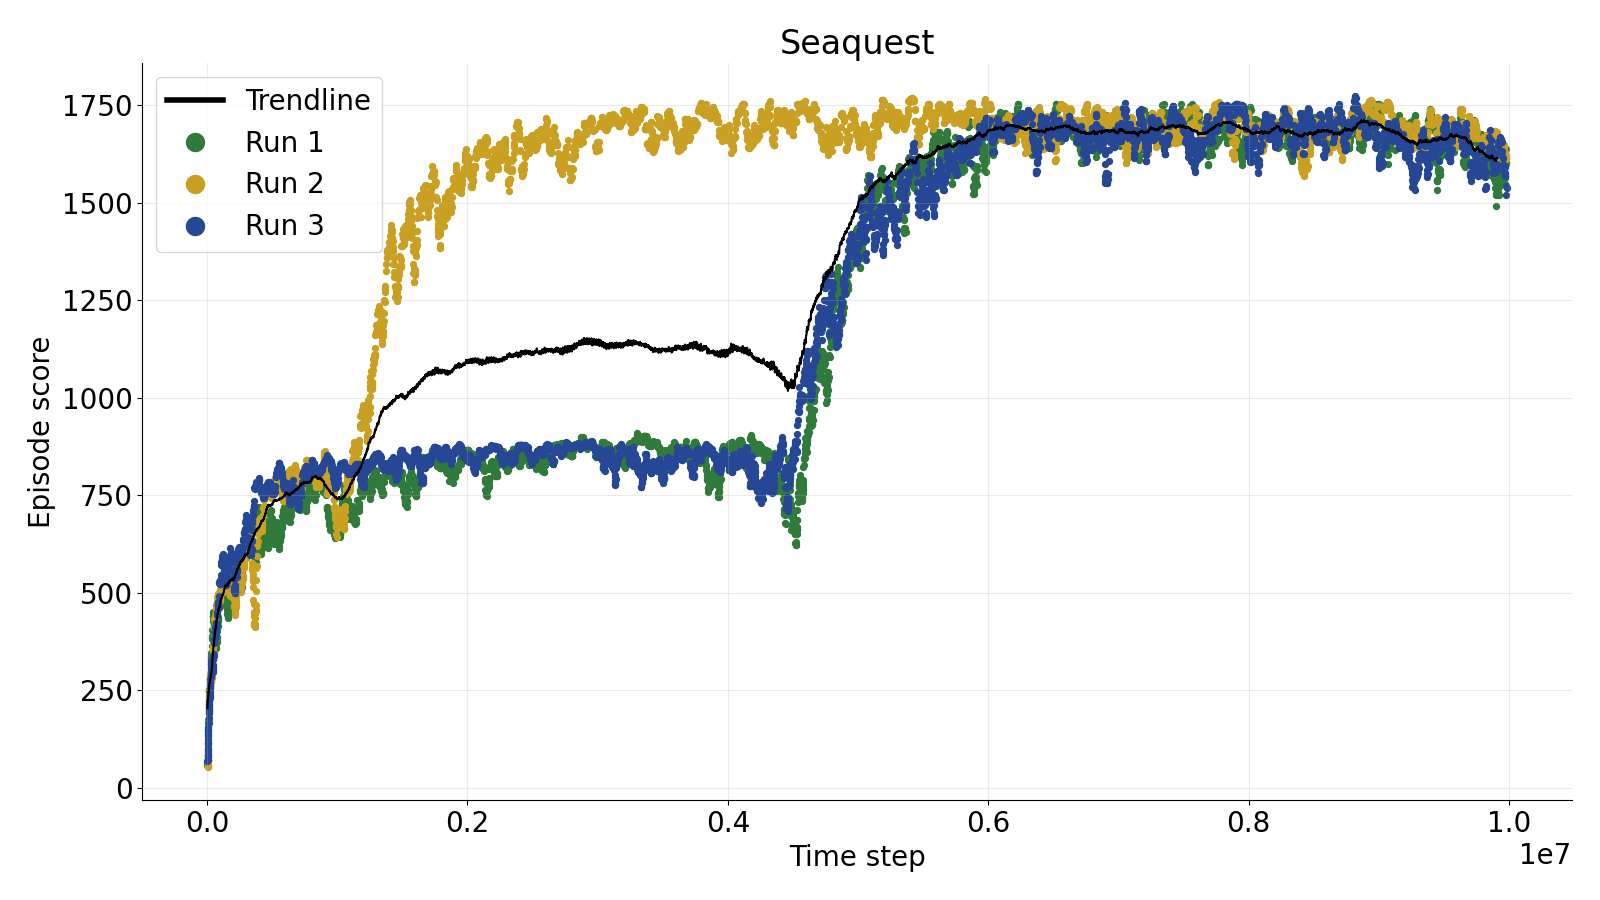 Seaquest
Trendline
Run 1
Run 2
Run 3
1750
1500
1250
1000
750
500
250
0
Episode score
0.0 0.2 0.4 0.6 0.8 1.0
1e7
Time step